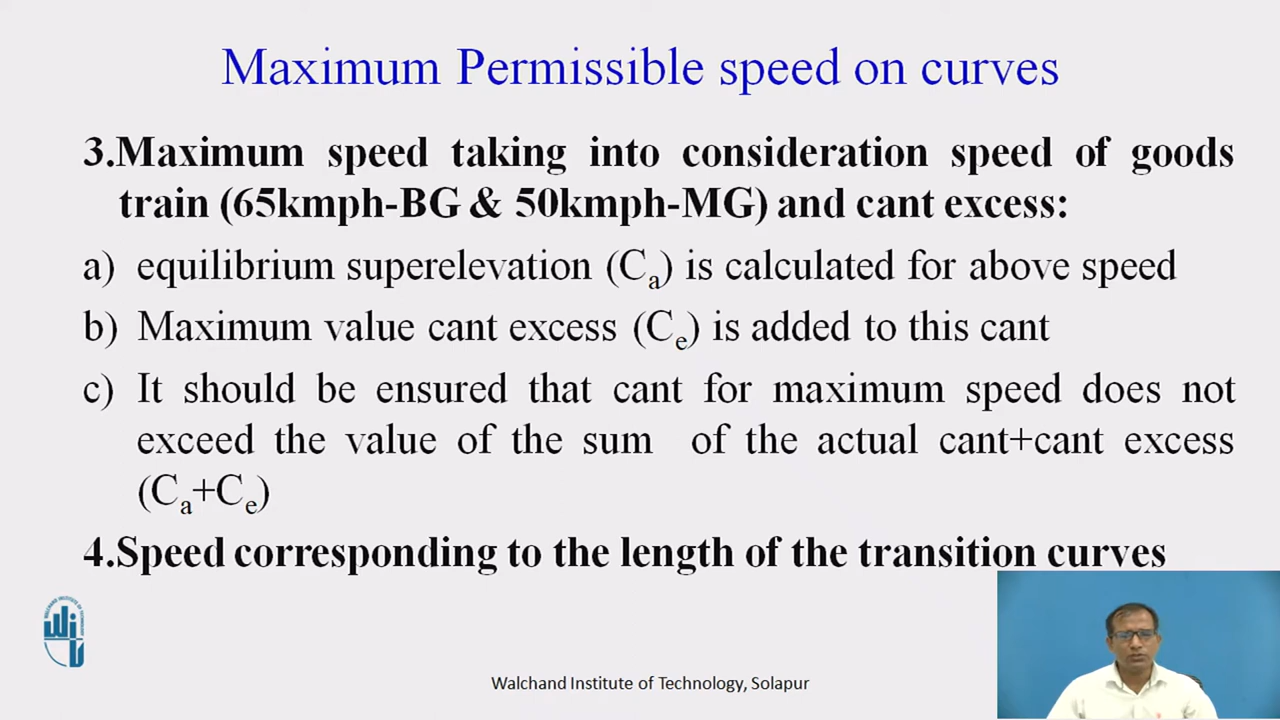 Maximum Permissible speed on curves
3.Maximum speed taking into consideration speed of goods
train (65kmph-BG & 50kmph-MG) and cant excess:
a) equilibrium superelevation (Ca) is calculated for above speed
b) Maximum value cant excess (Ce) is added to this cant
c) It should be ensured that cant for maximum speed does not
exceed the value of the sum of the actual cant+cant excess
(Ca+Ce)
4.Speed corresponding to the length of the transition curves
Walchand Institute of Technology, Solapur